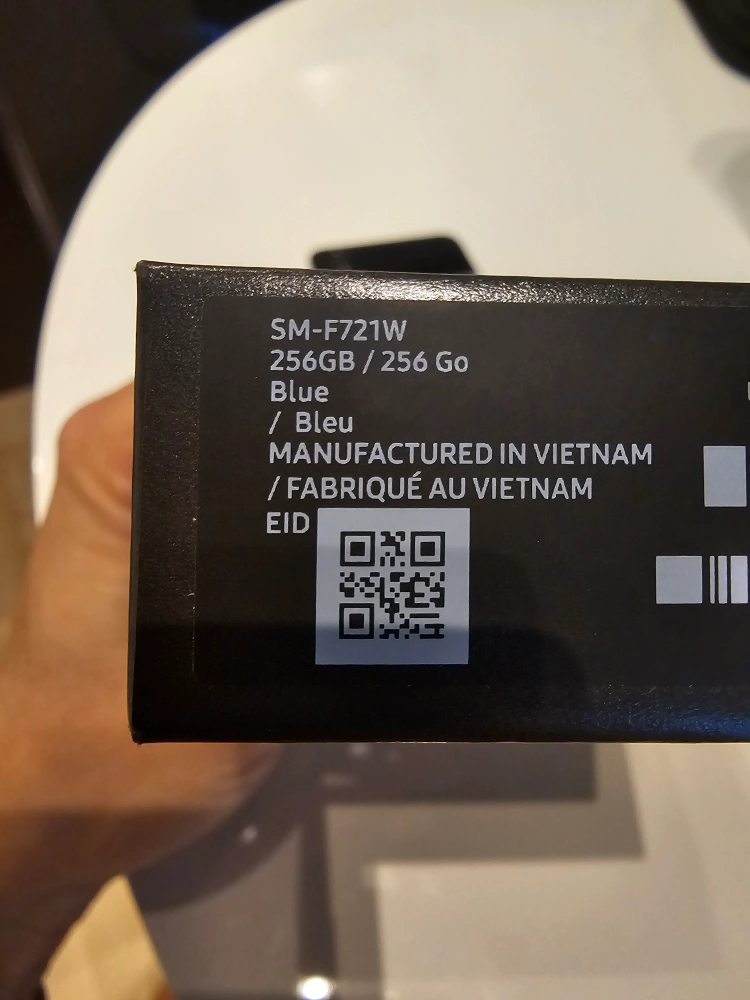 SM-F721W
256GB / 256 Go
Blue
/ Bleu
MANUFACTURED IN VIETNAM
/ FABRIQUÉ AU VIETNAM
EID